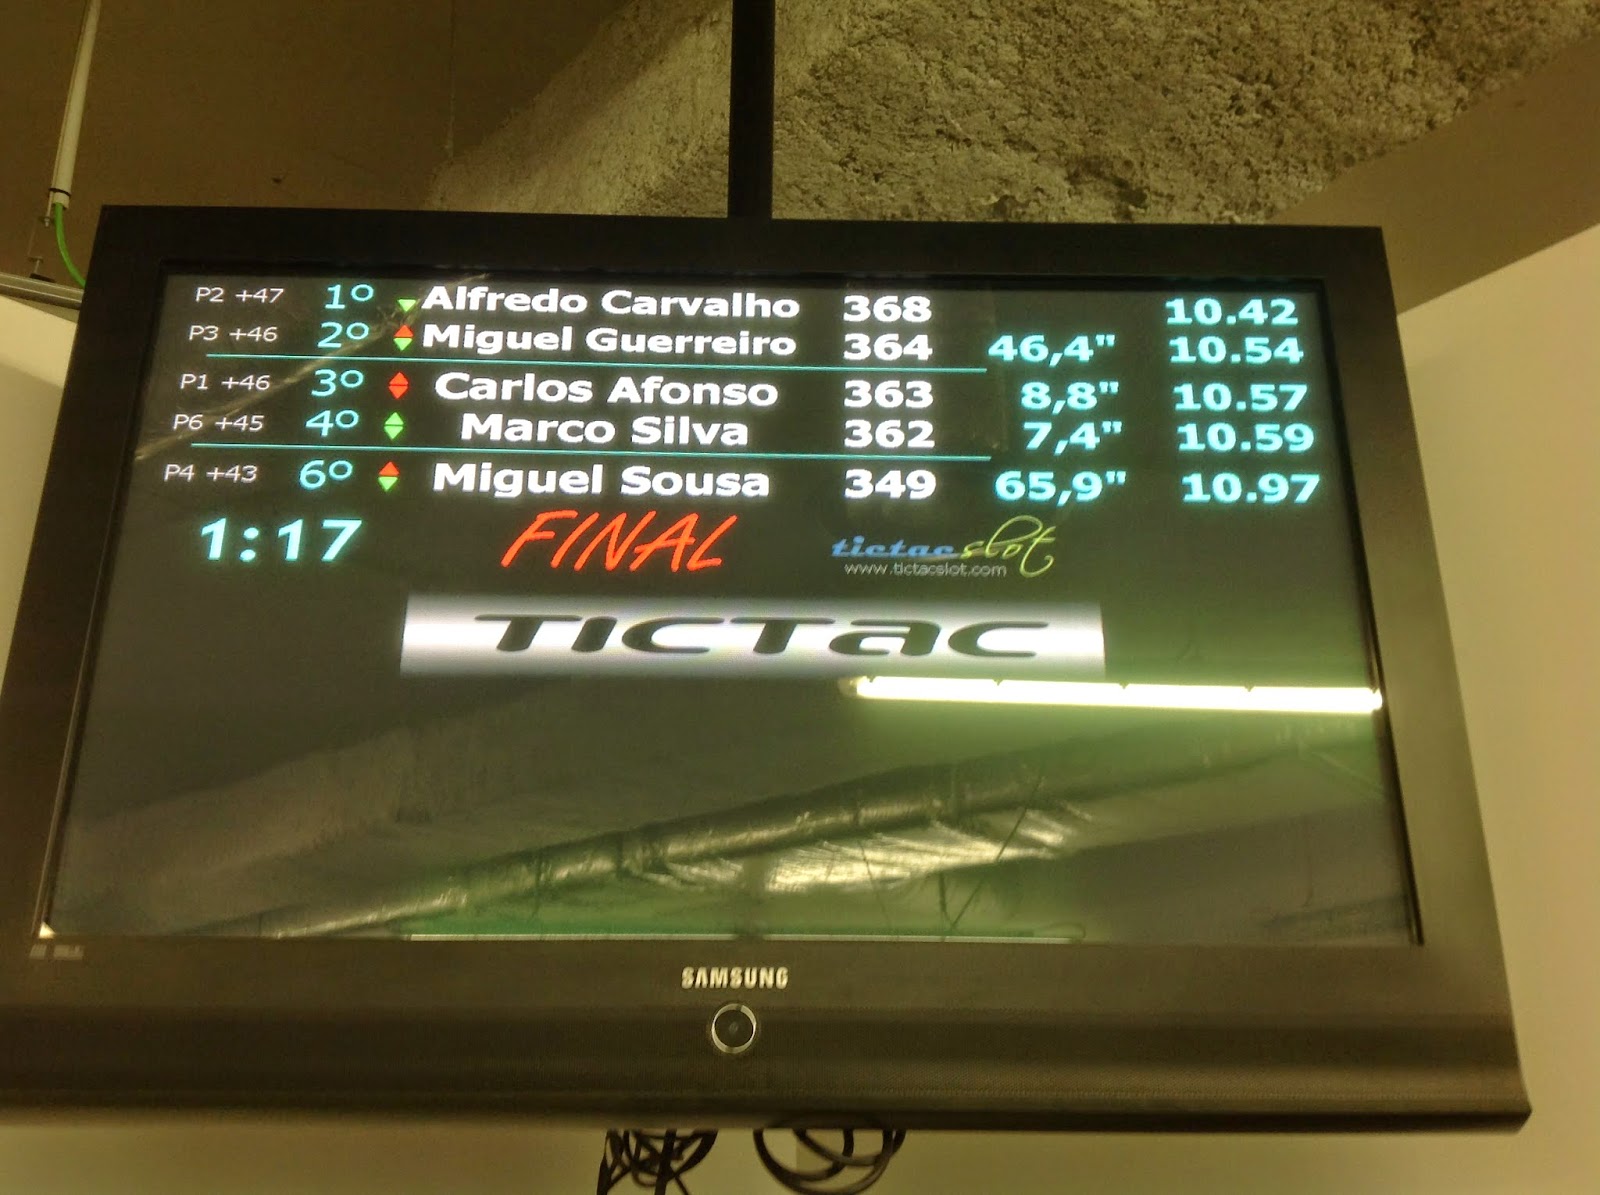 P2 +47 1º Alfredo Carvalho 368 10.42
P3 +46 2º Miguel Guerreiro 364 46,4" 10.54
P1 +46 3º Carlos Afonso 363 8,8" 10.57
P6 +45 4º Marco Silva 362 7,4" 10.59
P4 +43 6º Miguel Sousa 349 65,9" 10.97
1:17 FINAL tictac slot
www.tictacslot.com
TICTac
SAMSUNG